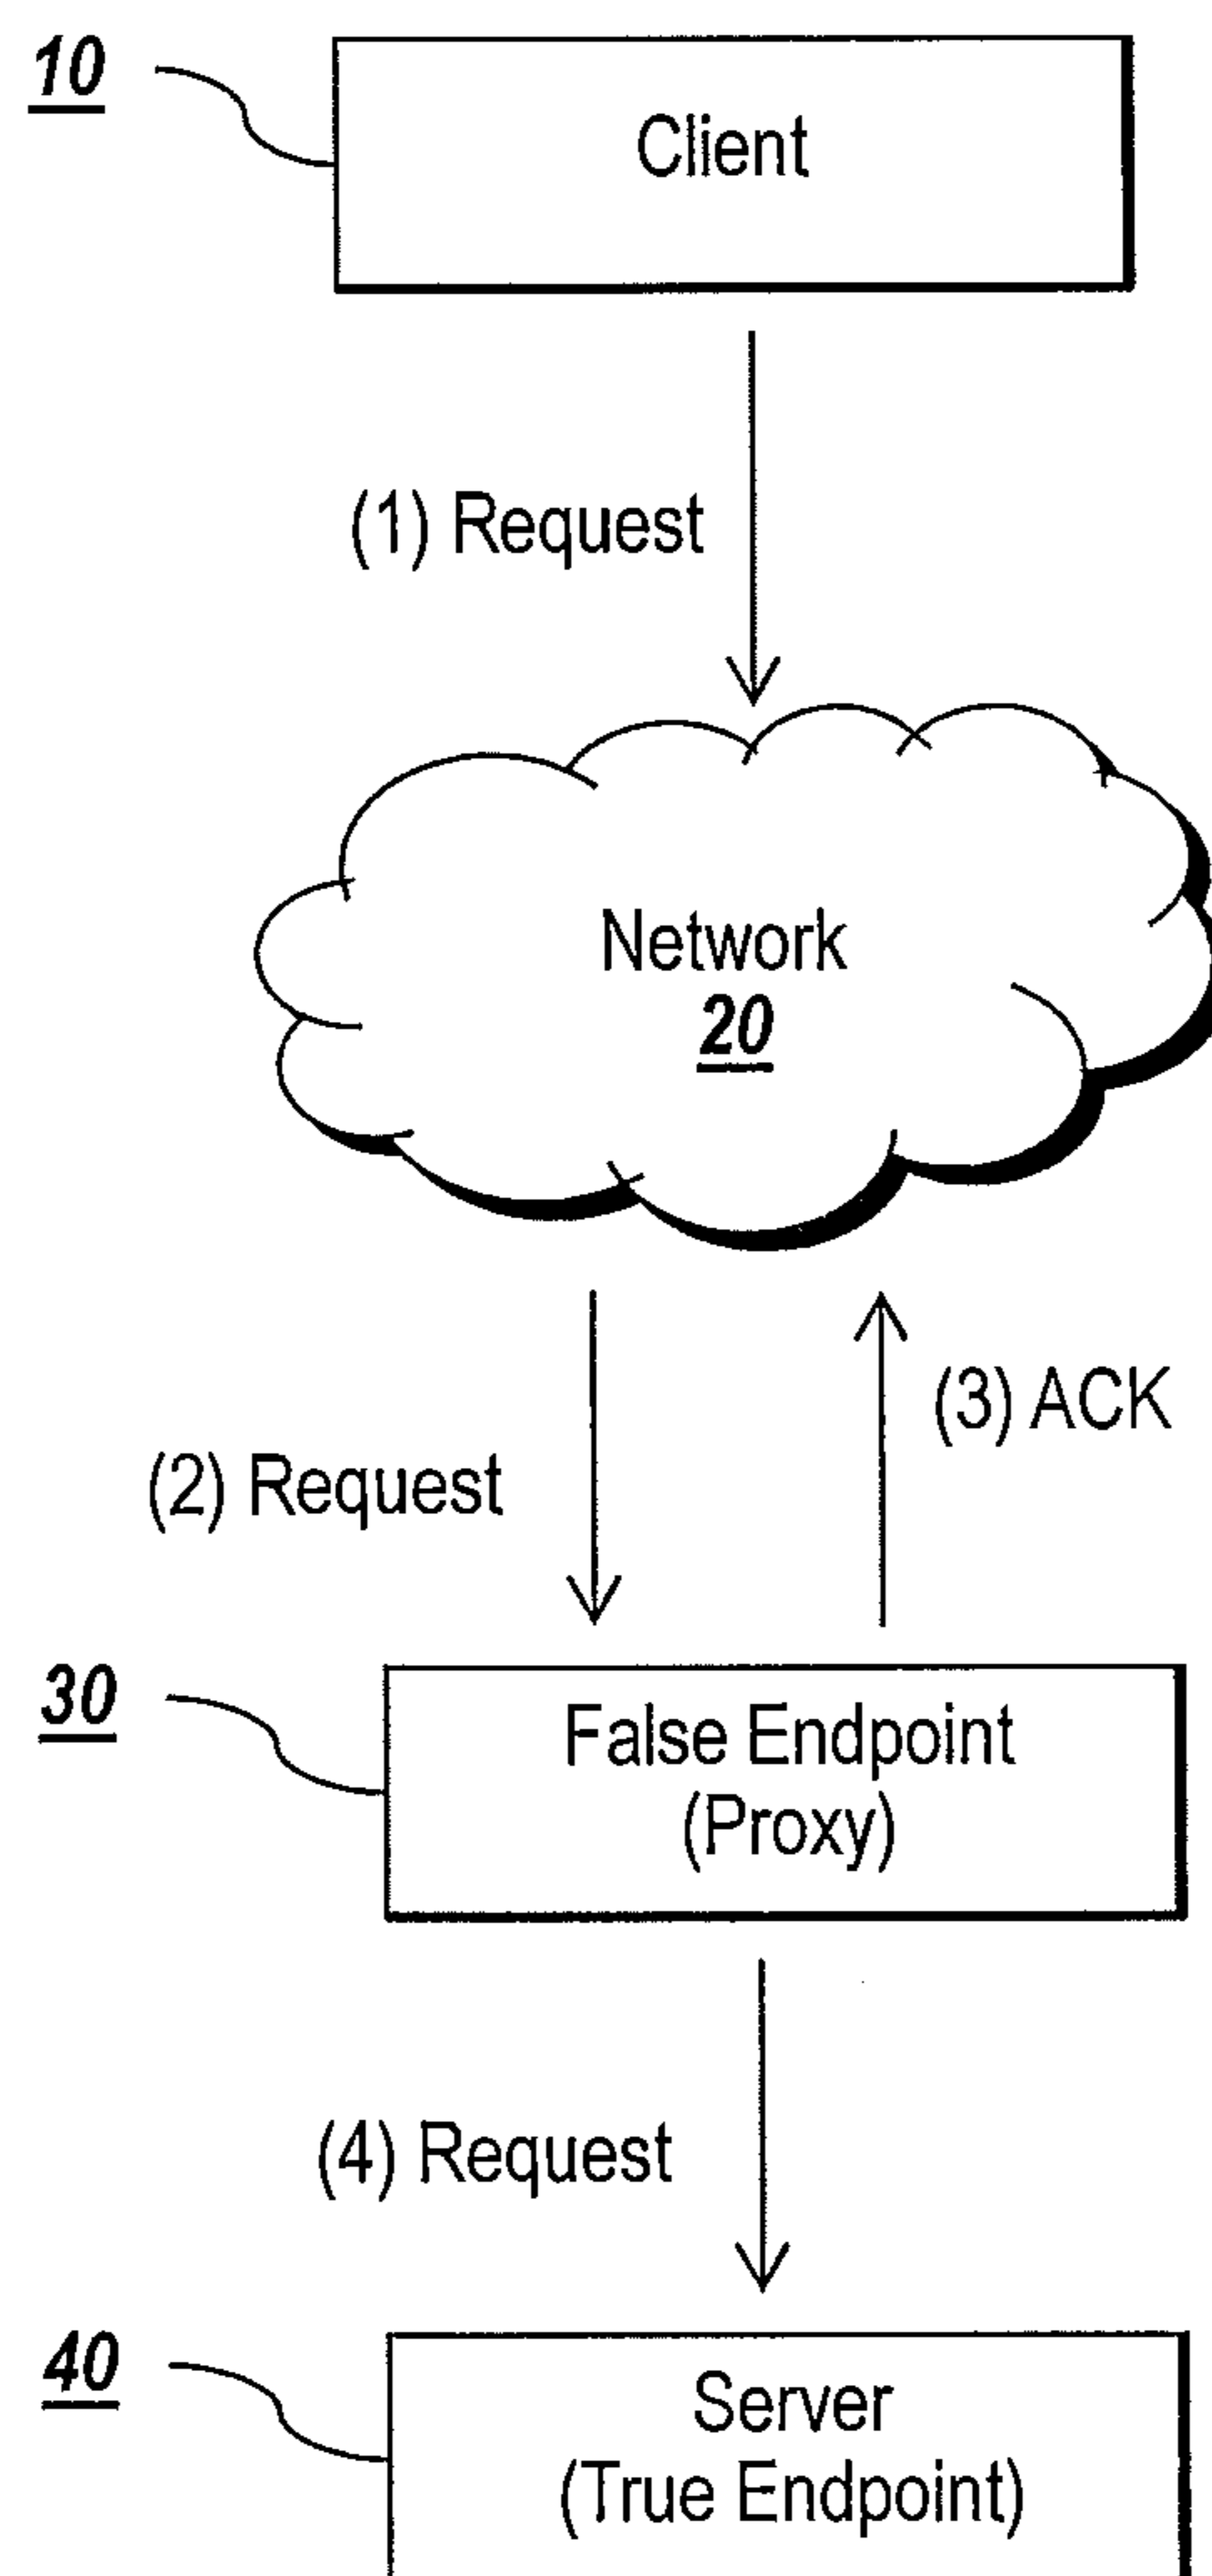 10
Client
(1) Request
Network
20
(3) ACK
(2) Request
30
False Endpoint
(Proxy)
(4) Request
40
Server
(True Endpoint)